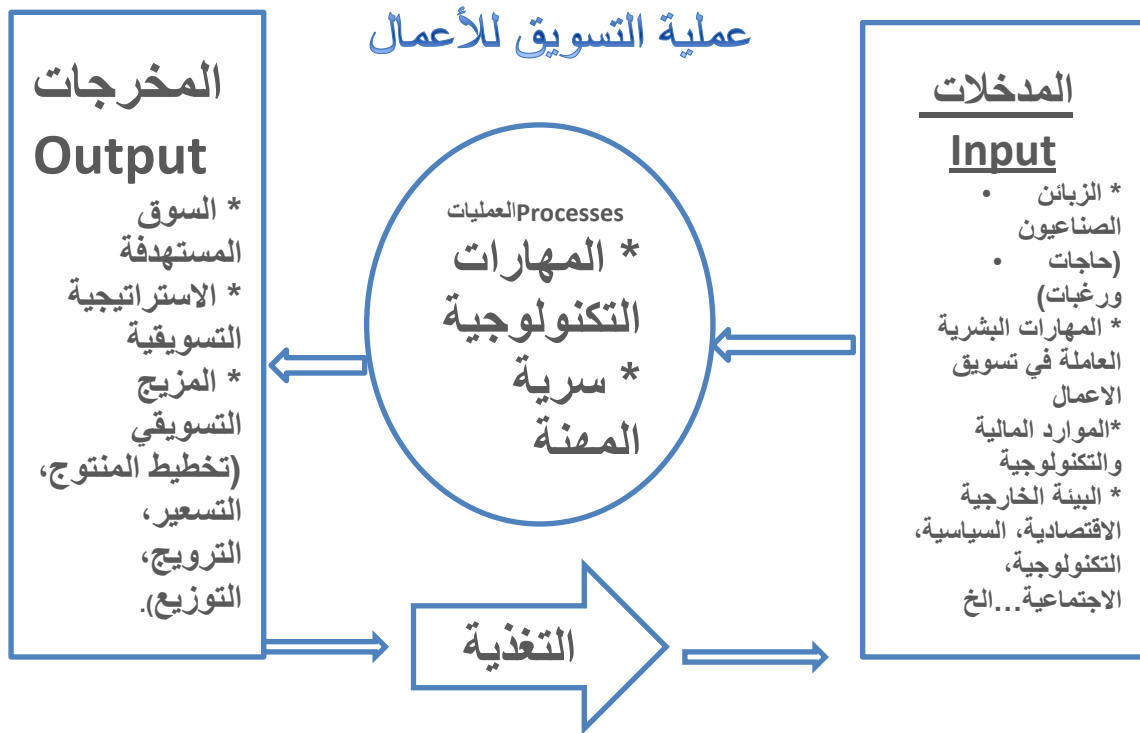 عملية التسويق للأعمال
المدخلات
Input
• * الزبائن
الصناعيون
• (حاجات
ورغبات)
* المهارات البشرية
العاملة في تسويق
الاعمال
*الموارد المالية
والتكنولوجية
* البيئة الخارجية
الاقتصادية، السياسية،
التكنولوجية،
الاجتماعية...الخ
العملياتProcesses
* المهارات
التكنولوجية
* سرية
المهنة
المخرجات
Output
* السوق
المستهدفة
* الاستراتيجية
التسويقية
* المزيج
التسويقي
(تخطيط المنتوج،
التسعير،
الترويج،
التوزيع).
التغذية